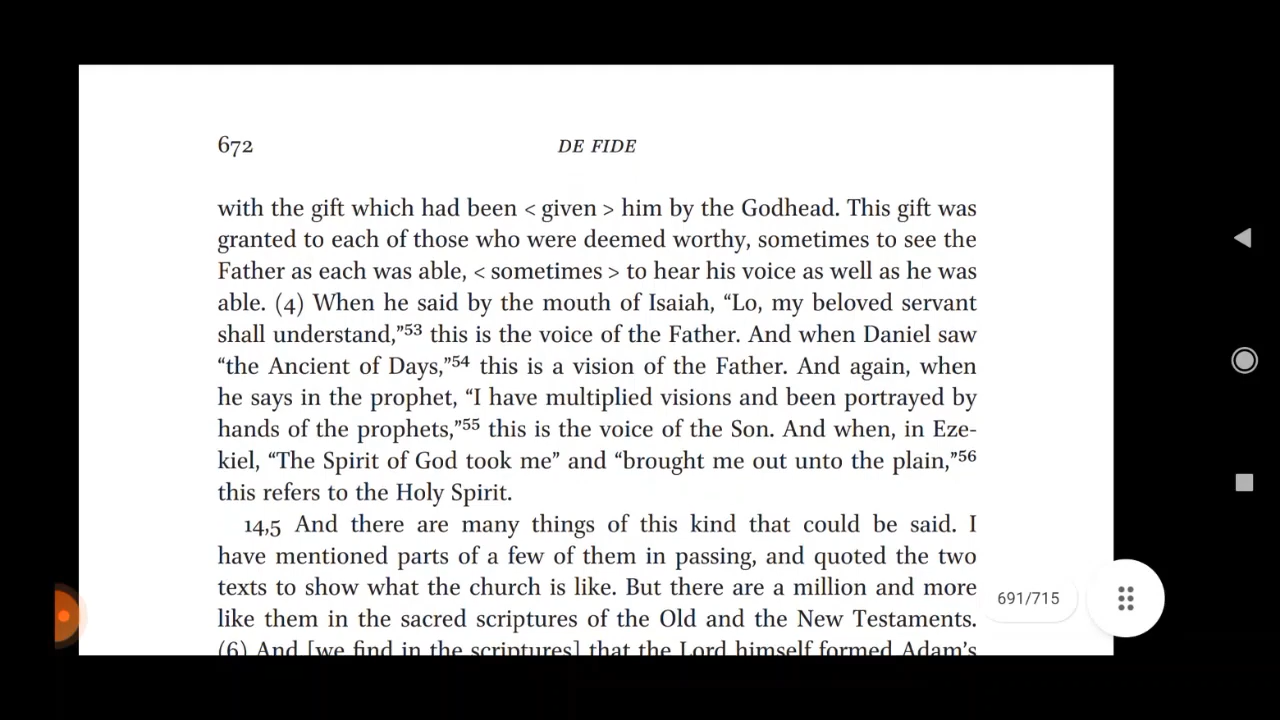 672
DE FIDE
with the gift which had been < given > him by the Godhead. This gift was
granted to each of those who were deemed worthy, sometimes to see the
Father as each was able, < sometimes > to hear his voice as well as he was
able. (4) When he said by the mouth of Isaiah, “Lo, my beloved servant
shall understand,”53 this is the voice of the Father. And when Daniel saw
“the Ancient of Days,”54 this is a vision of the Father. And again, when
he says in the prophet, “I have multiplied visions and been portrayed by
hands of the prophets,”55 this is the voice of the Son. And when, in Eze-
kiel, “The Spirit of God took me” and “brought me out unto the plain,”56
this refers to the Holy Spirit.
14,5 And there are many things of this kind that could be said. I
have mentioned parts of a few of them in passing, and quoted the two
texts to show what the church is like. But there are a million and more
like them in the sacred scriptures of the Old and the New Testaments.
(6) And [we find in the scriptures] that the Lord himself formed Adam’s
691/715